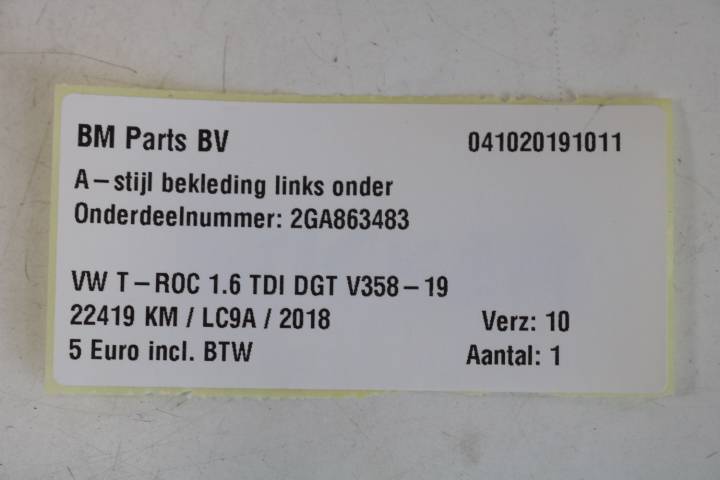 BM Parts BV 041020191011
A-stijl bekleding links onder
Onderdeelnummer: 2GA863483
VW T-ROC 1.6 TDI DGT V358-19
22419 KM / LC9A / 2018 Verz: 10
5 Euro incl. BTW Aantal: 1